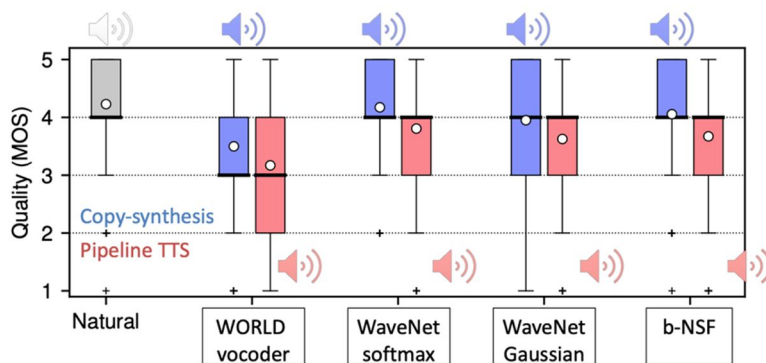 Quality (MOS)
5
4
3
2
1
Copy-synthesis
Pipeline TTS
Natural
WORLD
vocoder
WaveNet
softmax
WaveNet
Gaussian
b-NSF